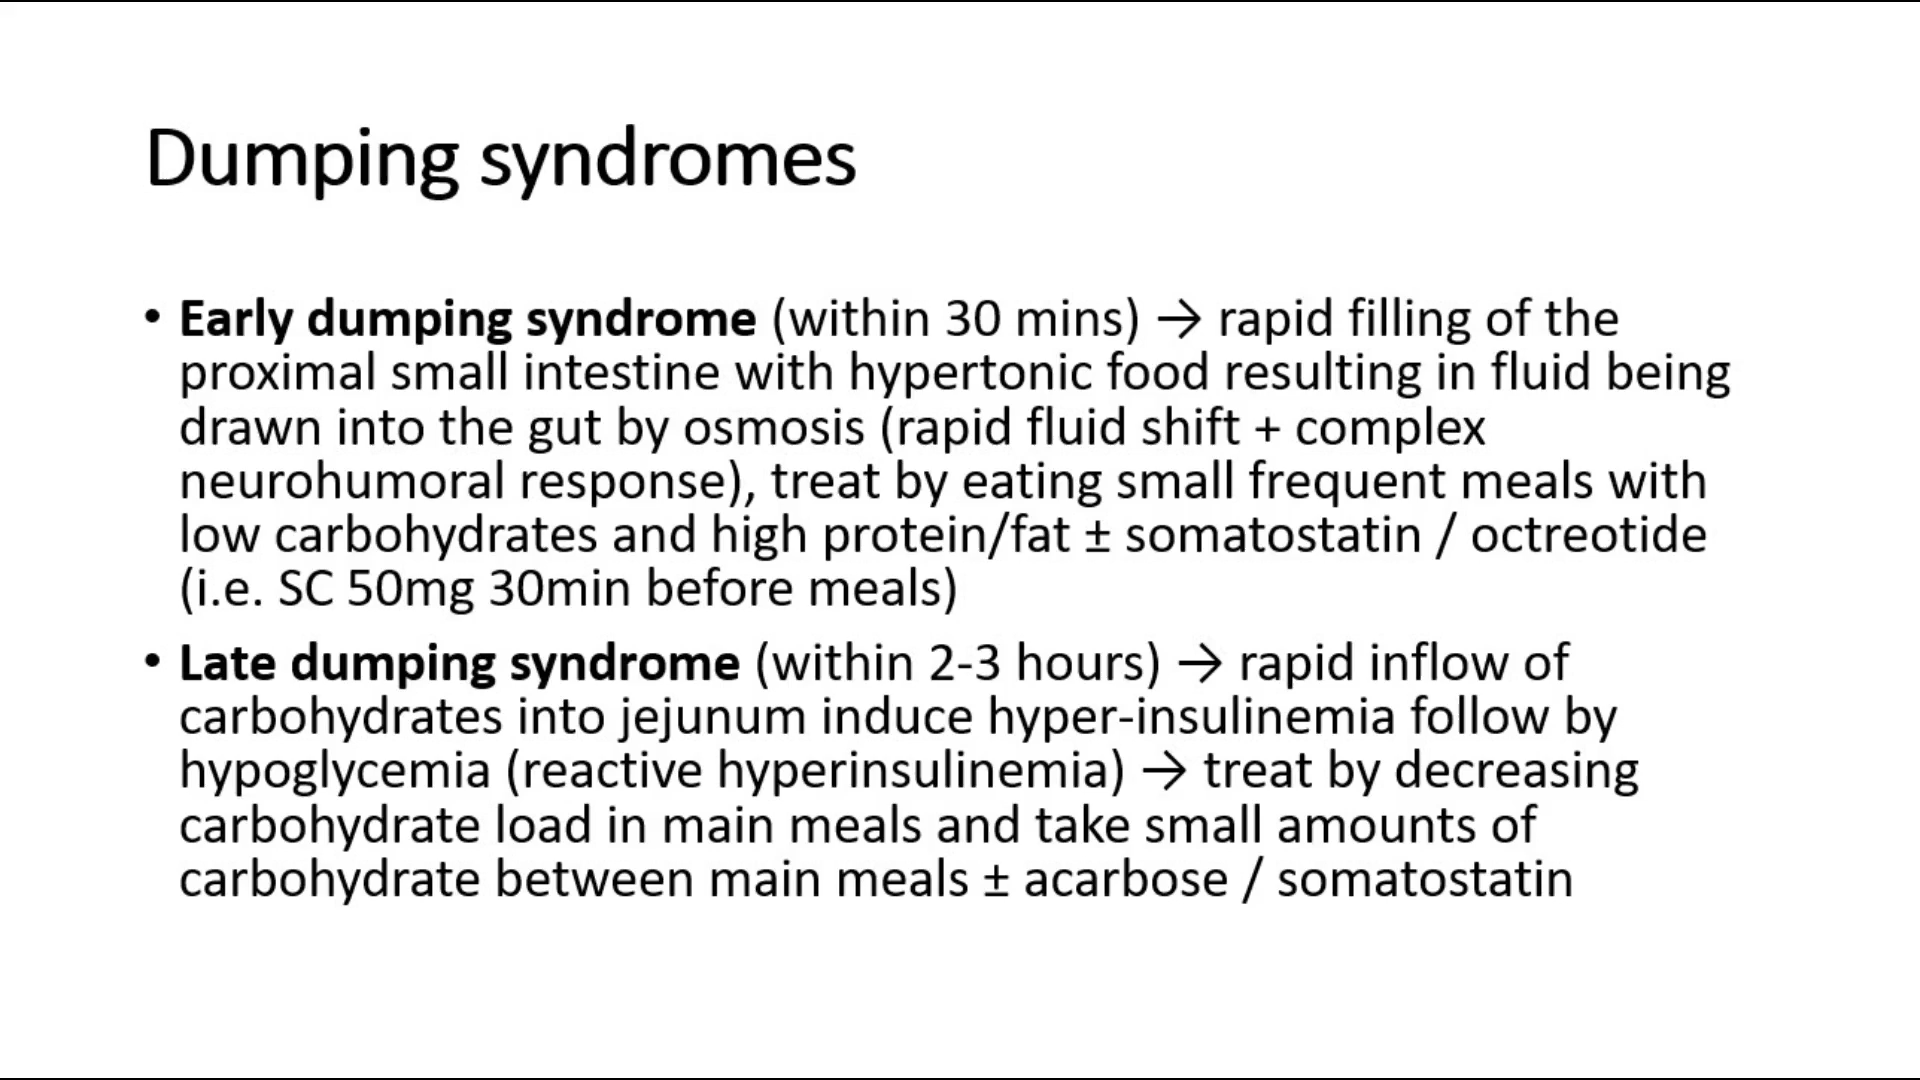 Dumping syndromes
• Early dumping syndrome (within 30 mins) → rapid filling of the
proximal small intestine with hypertonic food resulting in fluid being
drawn into the gut by osmosis (rapid fluid shift + complex
neurohumoral response), treat by eating small frequent meals with
low carbohydrates and high protein/fat ± somatostatin / octreotide
(i.e. SC 50mg 30min before meals)
• Late dumping syndrome (within 2-3 hours) → rapid inflow of
carbohydrates into jejunum induce hyper-insulinemia follow by
hypoglycemia (reactive hyperinsulinemia) → treat by decreasing
carbohydrate load in main meals and take small amounts of
carbohydrate between main meals ± acarbose / somatostatin